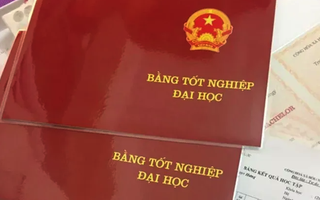 BẰNG TỐT NGHIỆP
ĐẠI HỌC
BẰNG TỐT NGHIỆP
ĐẠI HỌC
BẢNG KẾT QUẢ HỌC TẬP